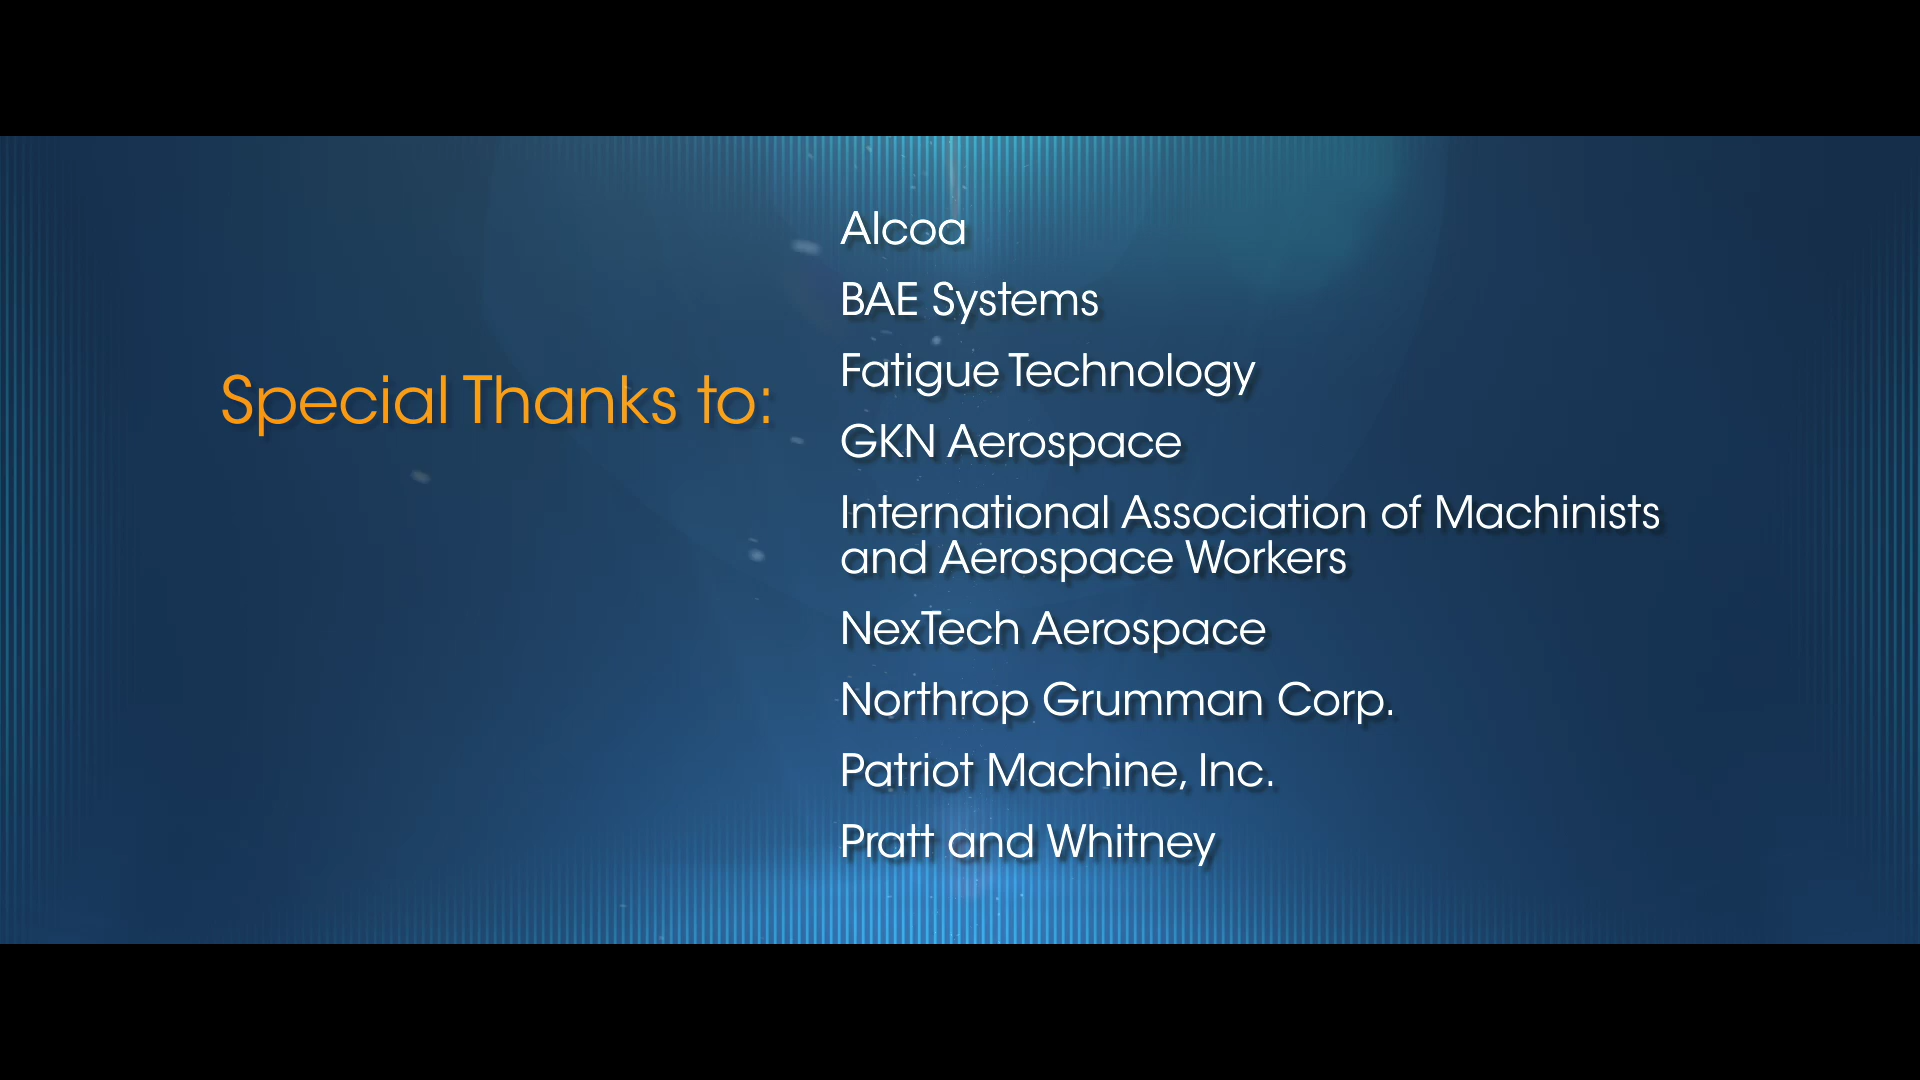 Special Thanks to:
Alcoa
BAE Systems
Fatigue Technology
GKN Aerospace
International Association of Machinists
and Aerospace Workers
NexTech Aerospace
Northrop Grumman Corp.
Patriot Machine, Inc.
Pratt and Whitney